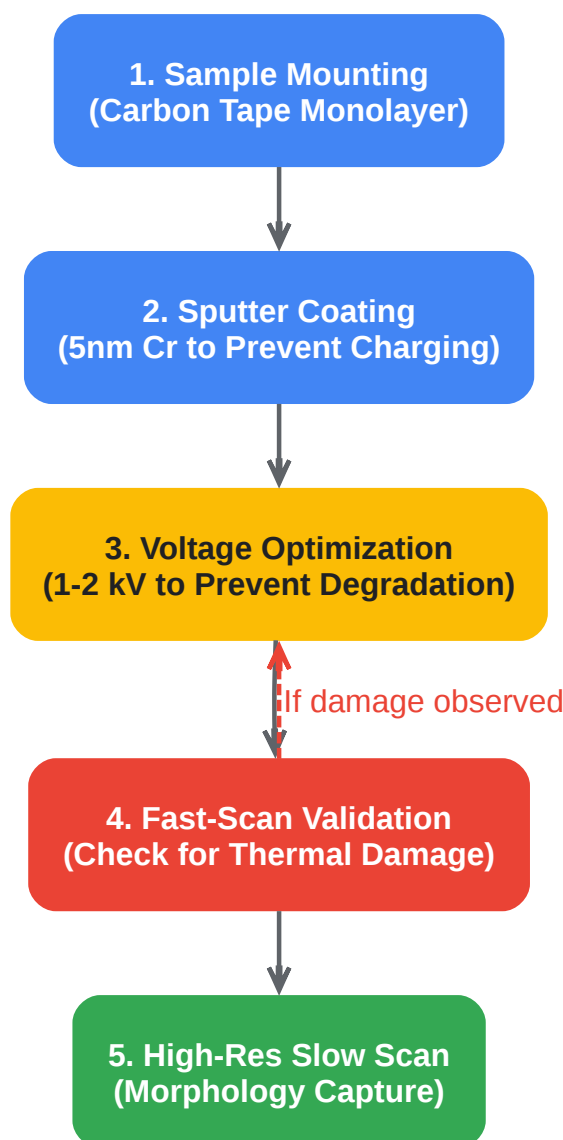 1. Sample Mounting
(Carbon Tape Monolayer)
2. Sputter Coating
(5nm Cr to Prevent Charging)
3. Voltage Optimization
(1-2 kV to Prevent Degradation)
If damage observed
4. Fast-Scan Validation
(Check for Thermal Damage)
5. High-Res Slow Scan
(Morphology Capture)